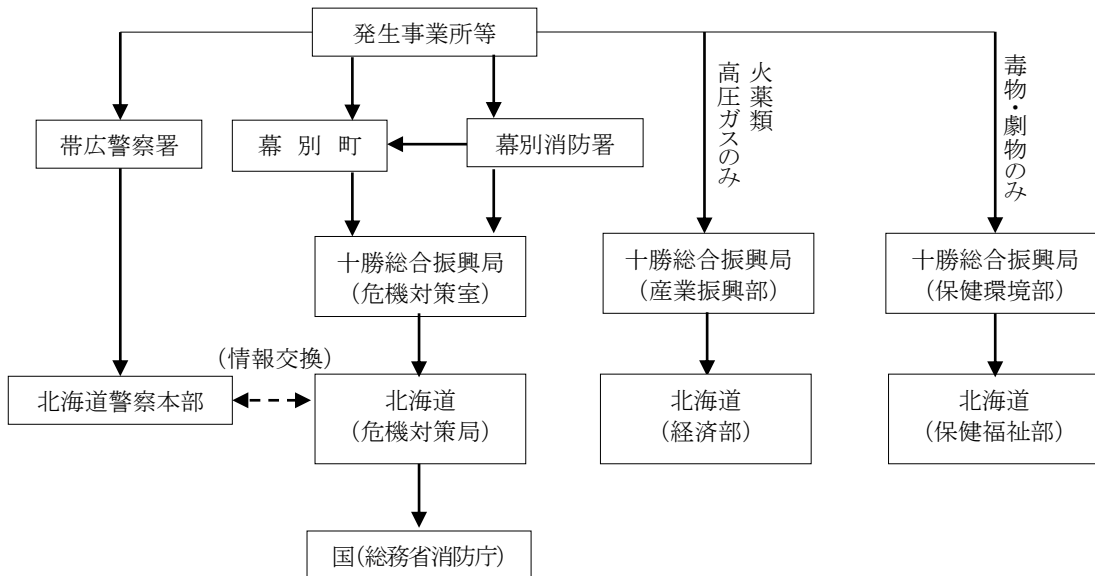 発生事業所等
火薬類
高圧ガスのみ
毒物・劇物のみ
帯広警察署
幕 別 町
幕別消防署
十勝総合振興局
（危機対策室）
十勝総合振興局
（産業振興部）
十勝総合振興局
（保健環境部）
（情報交換）
北海道警察本部
北海道
（危機対策局）
北海道
（経済部）
北海道
（保健福祉部）
国（総務省消防庁）